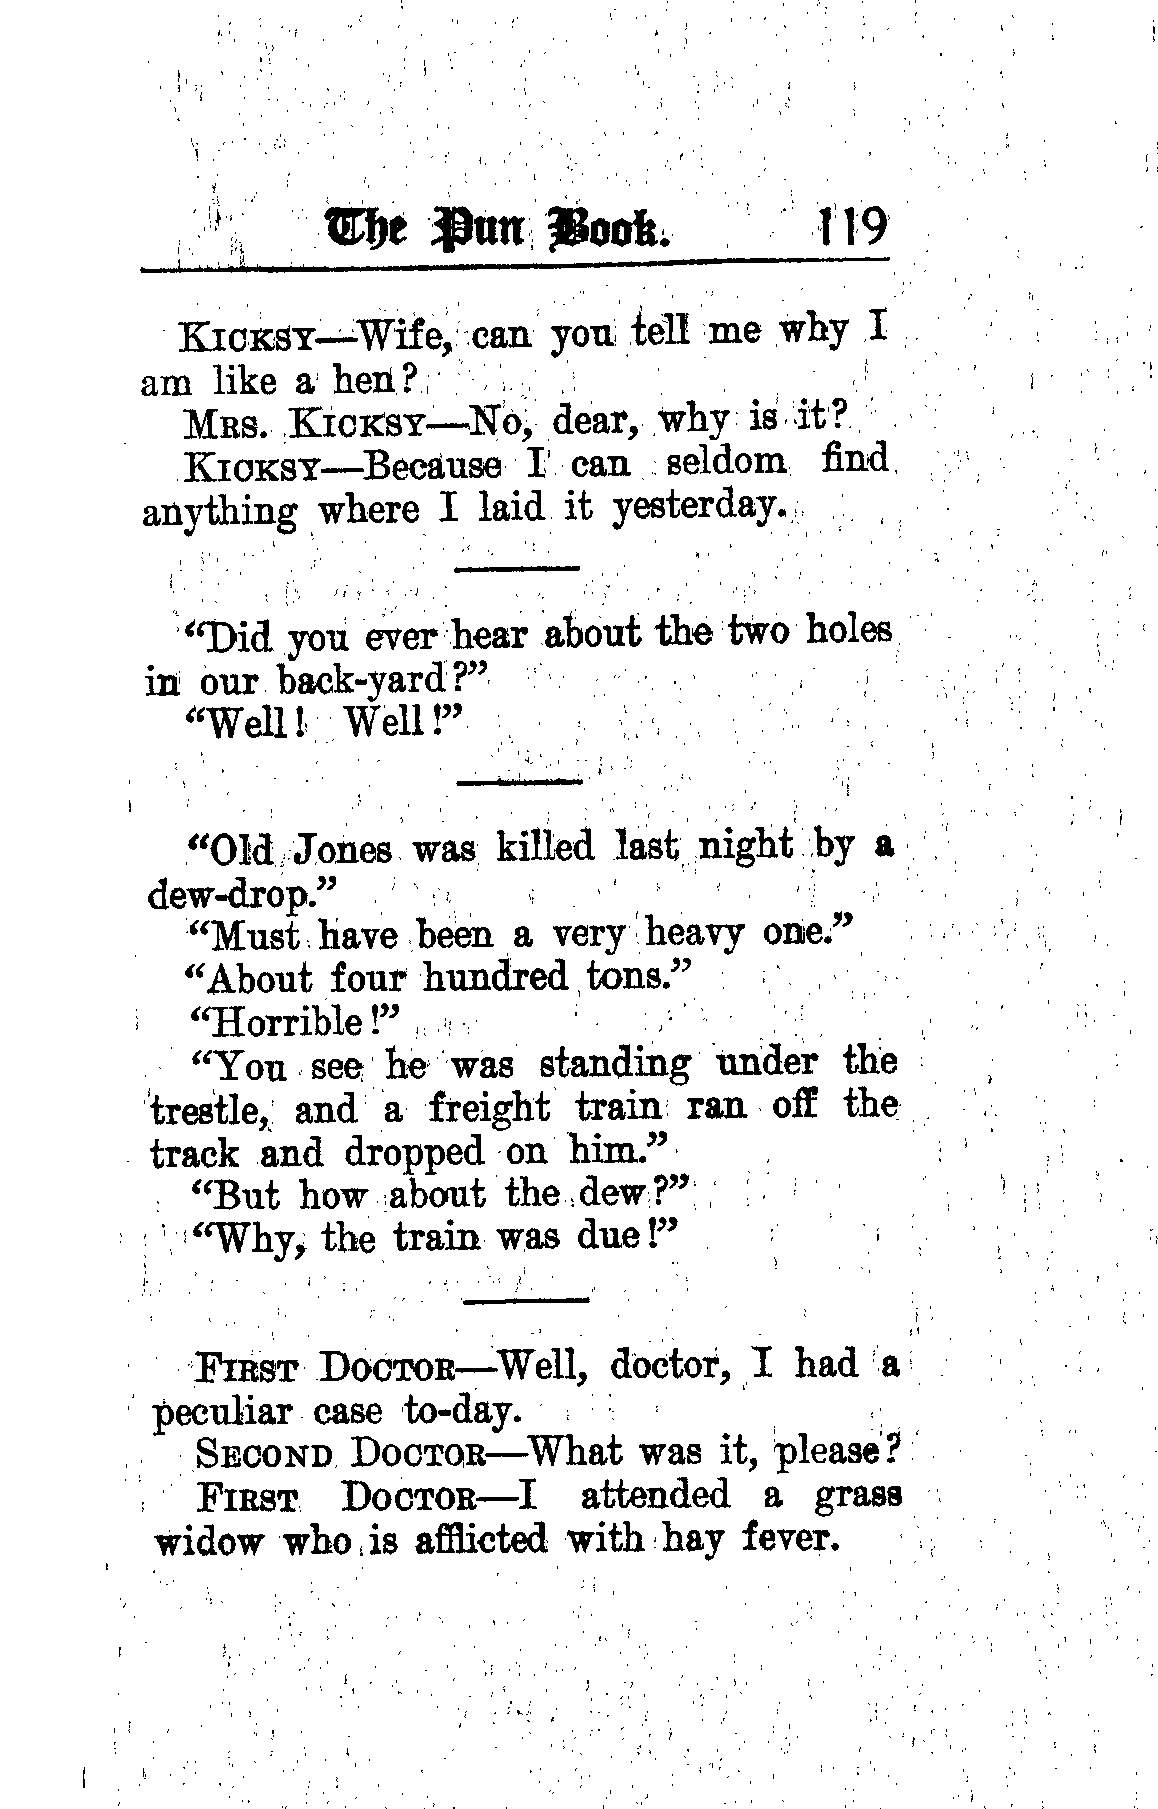 The Pun Book. 119
KICKSY—Wife, can you tell me why I
am like a hen?
MRS. KICKSY—No, dear, why is it?
KICKSY—Because I can seldom find
anything where I laid it yesterday.
“Did you ever hear about the two holes
in our back-yard?”
“Well! Well!”
“Old Jones was killed last night by a
dew-drop.”
“Must have been a very heavy one.”
“About four hundred tons.”
“Horrible!”
“You see he was standing under the
trestle, and a freight train ran off the
track and dropped on him.”
“But how about the dew?”
“Why, the train was due!”
FIRST DOCTOR—Well, doctor, I had a
peculiar case to-day.
SECOND DOCTOR—What was it, please?
FIRST DOCTOR—I attended a grass
widow who is afflicted with hay fever.